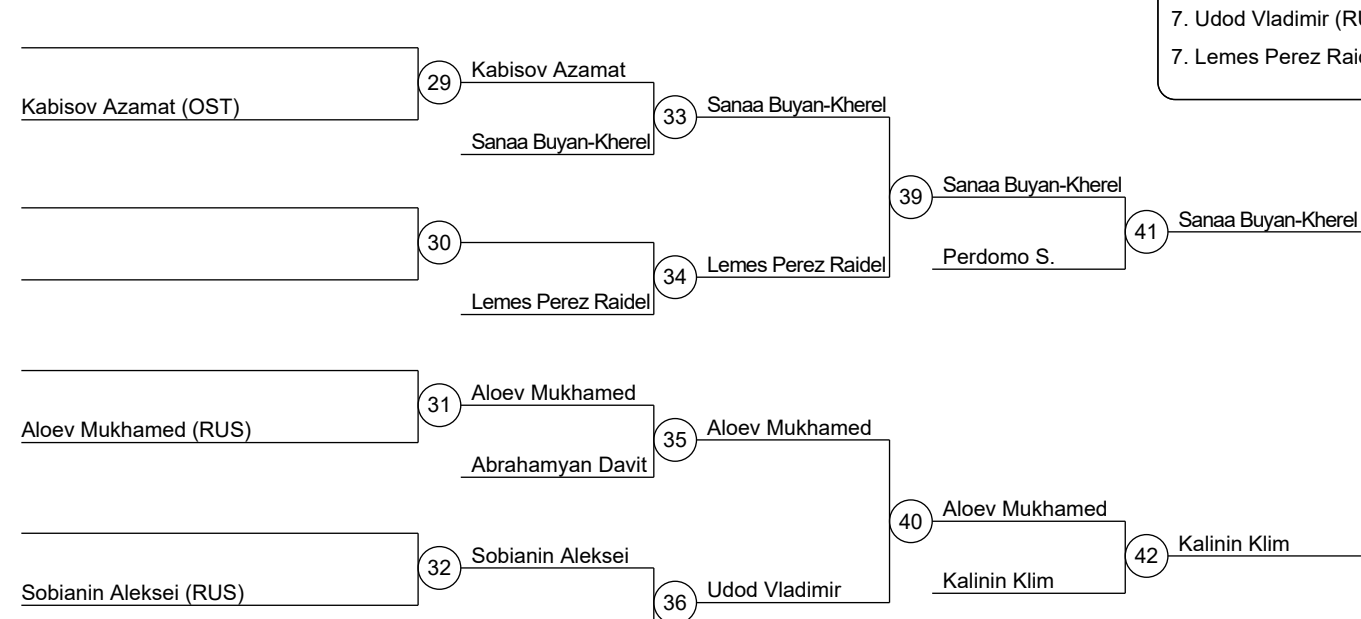 7. Udod Vladimir (RU
7. Lemes Perez Raid
29
Kabisov Azamat
Kabisov Azamat (OST)
33
Sanaa Buyan-Kherel
Sanaa Buyan-Kherel
39
Sanaa Buyan-Kherel
41
Sanaa Buyan-Kherel
30
Perdomo S.
34
Lemes Perez Raidel
Lemes Perez Raidel
31
Aloev Mukhamed
Aloev Mukhamed (RUS)
35
Aloev Mukhamed
Abrahamyan Davit
40
Aloev Mukhamed
42
Kalinin Klim
Kalinin Klim
32
Sobianin Aleksei
Sobianin Aleksei (RUS)
36
Udod Vladimir